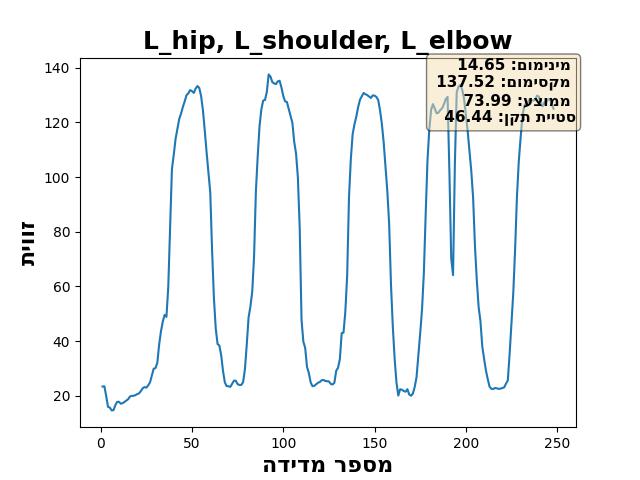 L_hip, L_shoulder, L_elbow
מינימום: 14.65
מקסימום: 137.52
ממוצע: 73.99
סטיית תקן: 46.44
זווית
140
120
100
80
60
40
20
0 50 100 150 200 250
מספר מדידה